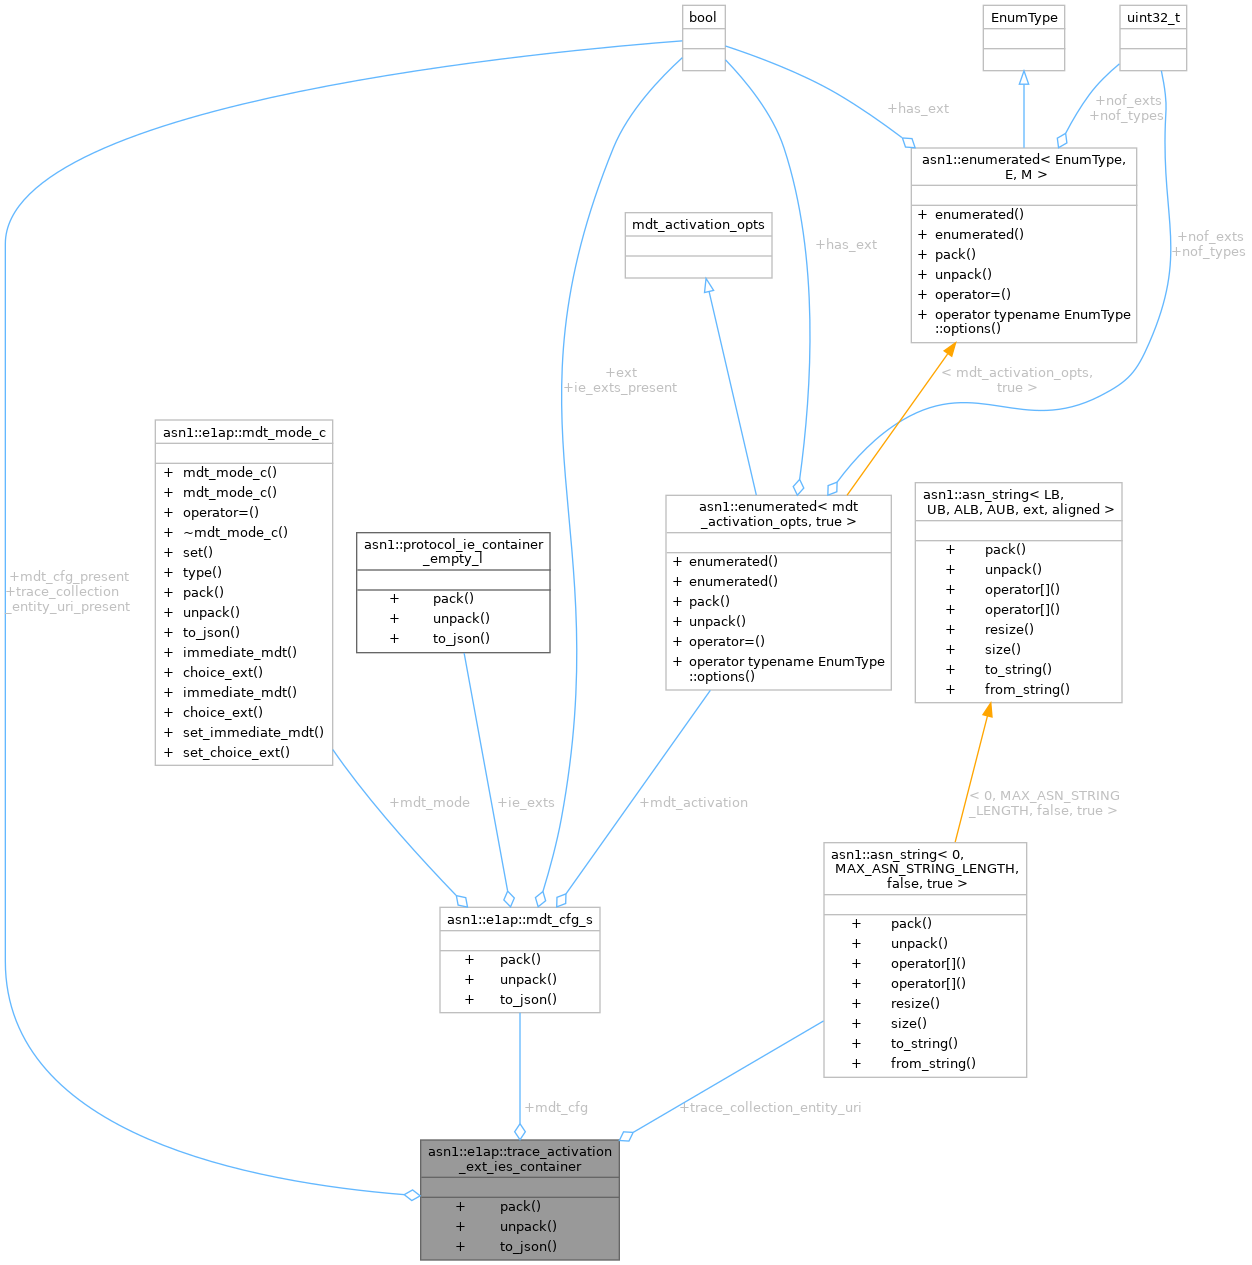 bool
EnumType
uint32_t
+has_ext
+nof_exts
+nof_types
asn1::enumerated< EnumType,
E, M >
+ enumerated()
+ enumerated()
+ pack()
+ unpack()
+ operator=()
+ operator typename EnumType
::options()
mdt_activation_opts
+has_ext
+nof_exts
+nof_types
+ext
+ie_exts_present
< mdt_activation_opts,
true >
asn1::e1ap::mdt_mode_c
+ mdt_mode_c()
+ mdt_mode_c()
+ operator=()
+ ~mdt_mode_c()
+ set()
+ type()
+ pack()
+ unpack()
+ to_json()
+ immediate_mdt()
+ choice_ext()
+ immediate_mdt()
+ choice_ext()
+ set_immediate_mdt()
+ set_choice_ext()
asn1::protocol_ie_container
_empty_l
+ pack()
+ unpack()
+ to_json()
asn1::enumerated< mdt
_activation_opts, true >
+ enumerated()
+ enumerated()
+ pack()
+ unpack()
+ operator=()
+ operator typename EnumType
::options()
asn1::asn_string< LB,
UB, ALB, AUB, ext, aligned >
+ pack()
+ unpack()
+ operator[]()
+ operator[]()
+ resize()
+ size()
+ to_string()
+ from_string()
+mdt_cfg_present
+trace_collection
_entity_uri_present
+mdt_mode
+ie_exts
+mdt_activation
< 0, MAX_ASN_STRING
_LENGTH, false, true >
asn1::asn_string< 0,
MAX_ASN_STRING_LENGTH,
false, true >
+ pack()
+ unpack()
+ operator[]()
+ operator[]()
+ resize()
+ size()
+ to_string()
+ from_string()
asn1::e1ap::mdt_cfg_s
+ pack()
+ unpack()
+ to_json()
+mdt_cfg
+trace_collection_entity_uri
asn1::e1ap::trace_activation
_ext_ies_container
+ pack()
+ unpack()
+ to_json()